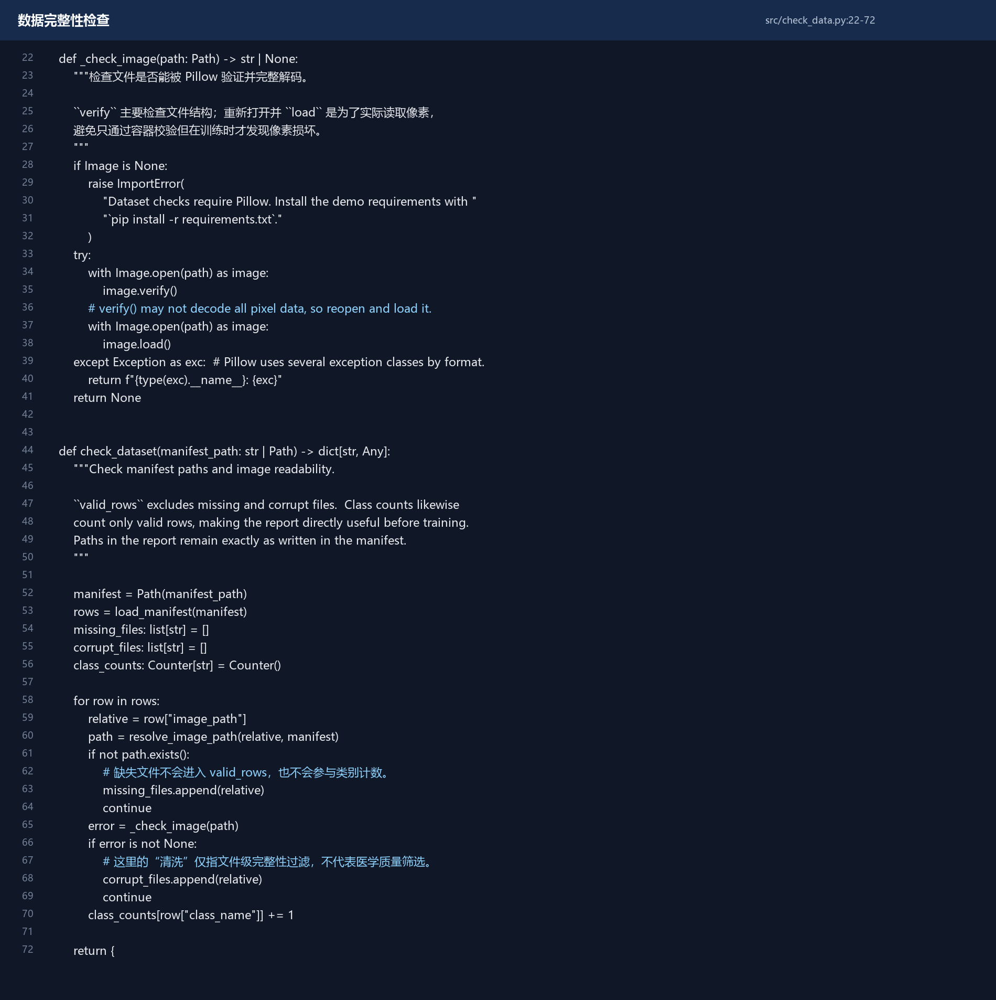 数据完整性检查
src/check_data.py:22-72
22 def _check_image(path: Path) -> str | None:
23     """检查文件是否能被 Pillow 验证并完整解码。
24
25     ``verify`` 主要检查文件结构；重新打开并 ``load`` 是为了实际读取像素，
26     避免只通过容器校验但在训练时才发现像素损坏。
27     """
28     if Image is None:
29         raise ImportError(
30             "Dataset checks require Pillow. Install the demo requirements with "
31             "`pip install -r requirements.txt`."
32         )
33     try:
34         with Image.open(path) as image:
35             image.verify()
36         # verify() may not decode all pixel data, so reopen and load it.
37         with Image.open(path) as image:
38             image.load()
39     except Exception as exc:  # Pillow uses several exception classes by format.
40         return f"{type(exc).__name__}: {exc}"
41     return None
42
43
44 def check_dataset(manifest_path: str | Path) -> dict[str, Any]:
45     """Check manifest paths and image readability.
46
47     ``valid_rows`` excludes missing and corrupt files.  Class counts likewise
48     count only valid rows, making the report directly useful before training.
49     Paths in the report remain exactly as written in the manifest.
50     """
51
52     manifest = Path(manifest_path)
53     rows = load_manifest(manifest)
54     missing_files: list[str] = []
55     corrupt_files: list[str] = []
56     class_counts: Counter[str] = Counter()
57
58     for row in rows:
59         relative = row["image_path"]
60         path = resolve_image_path(relative, manifest)
61         if not path.exists():
62             # 缺失文件不会进入 valid_rows，也不会参与类别计数。
63             missing_files.append(relative)
64             continue
65         error = _check_image(path)
66         if error is not None:
67             # 这里的“清洗”仅指文件级完整性过滤，不代表医学质量筛选。
68             corrupt_files.append(relative)
69             continue
70         class_counts[row["class_name"]] += 1
71
72     return {